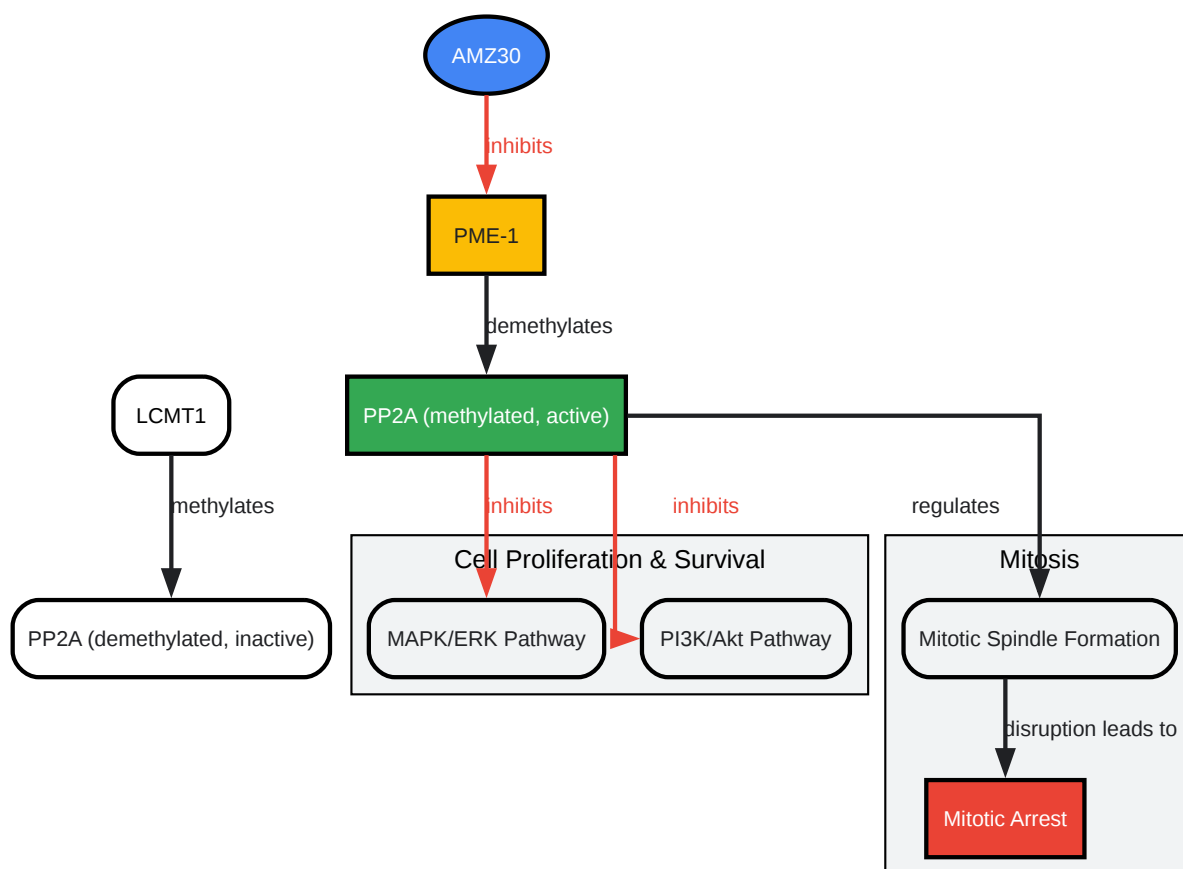 AMZ30
inhibits
PME-1
demethylates
LCMT1
PP2A (methylated, active)
methylates
inhibits
inhibits
regulates
Cell Proliferation & Survival
Mitosis
PP2A (demethylated, inactive)
MAPK/ERK Pathway
PI3K/Akt Pathway
Mitotic Spindle Formation
disruption leads to
Mitotic Arrest